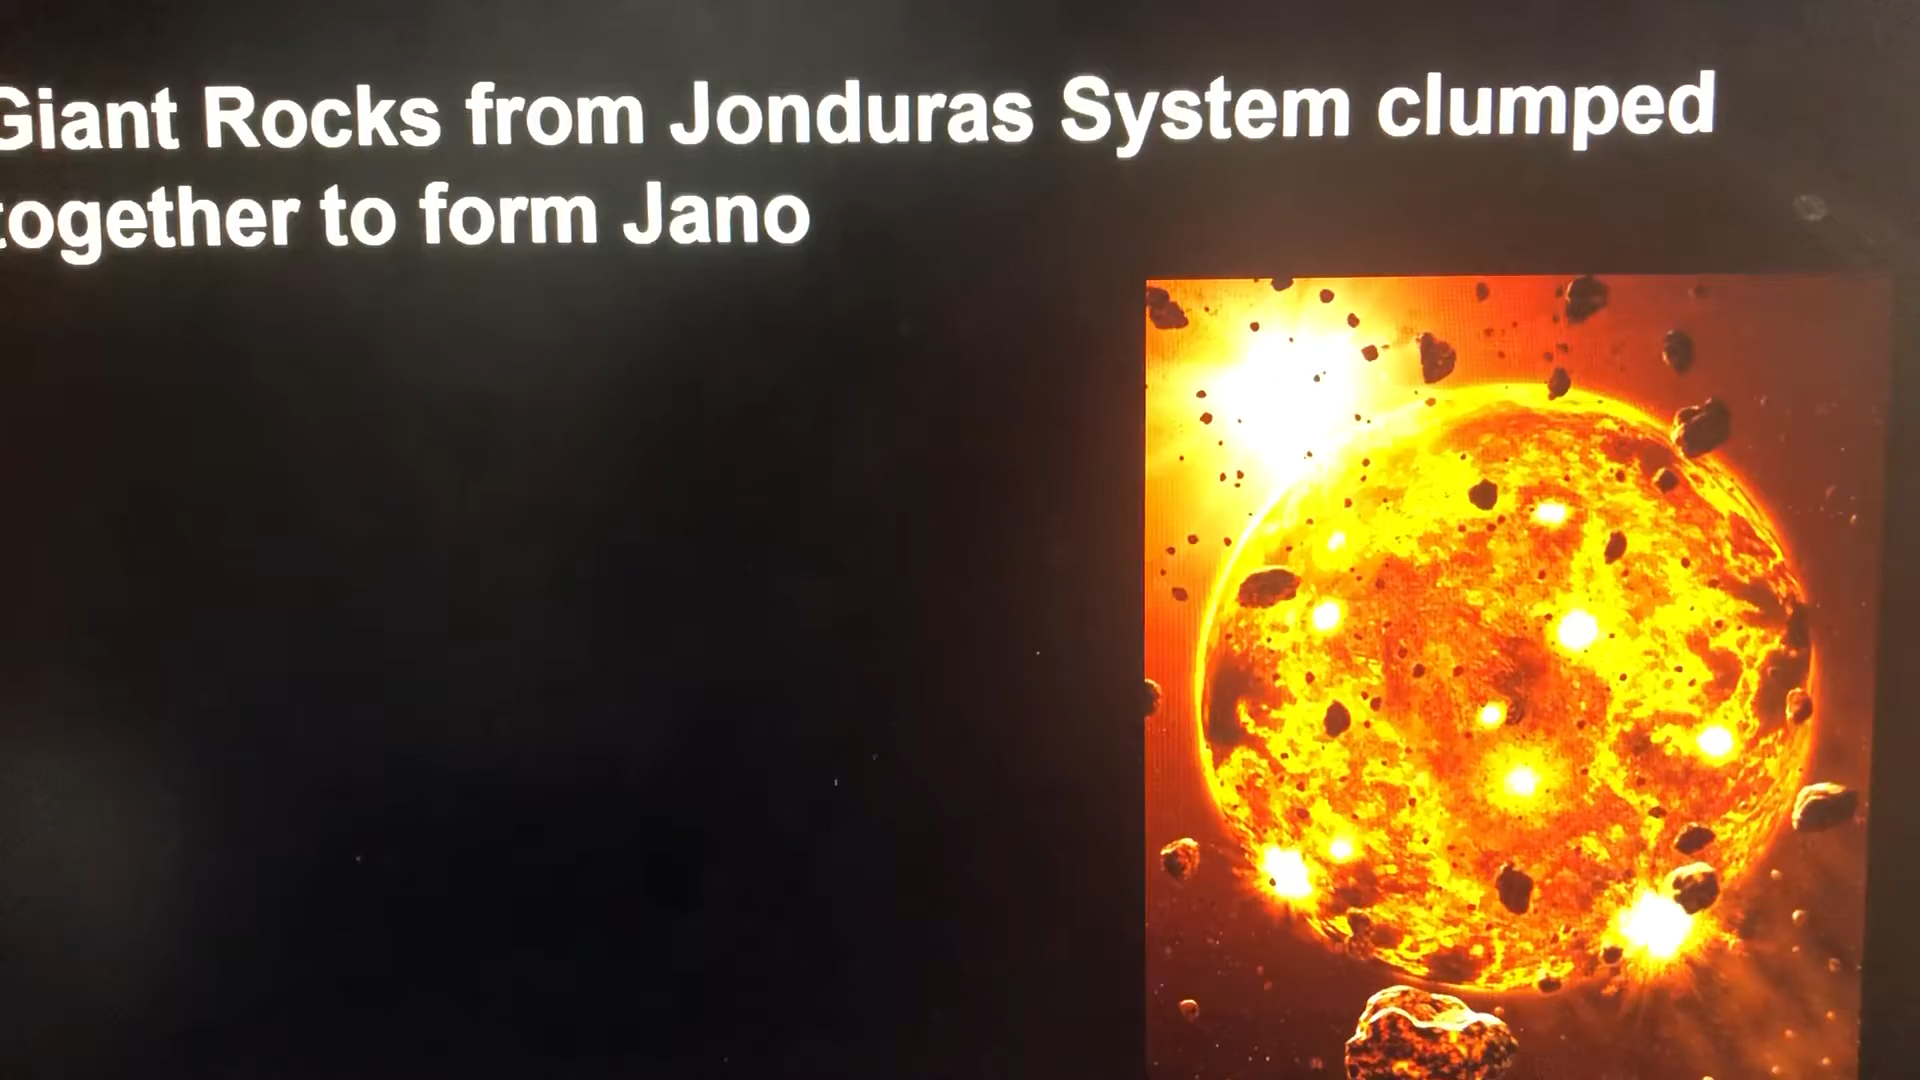 Giant Rocks from Jonduras System clumped
together to form Jano